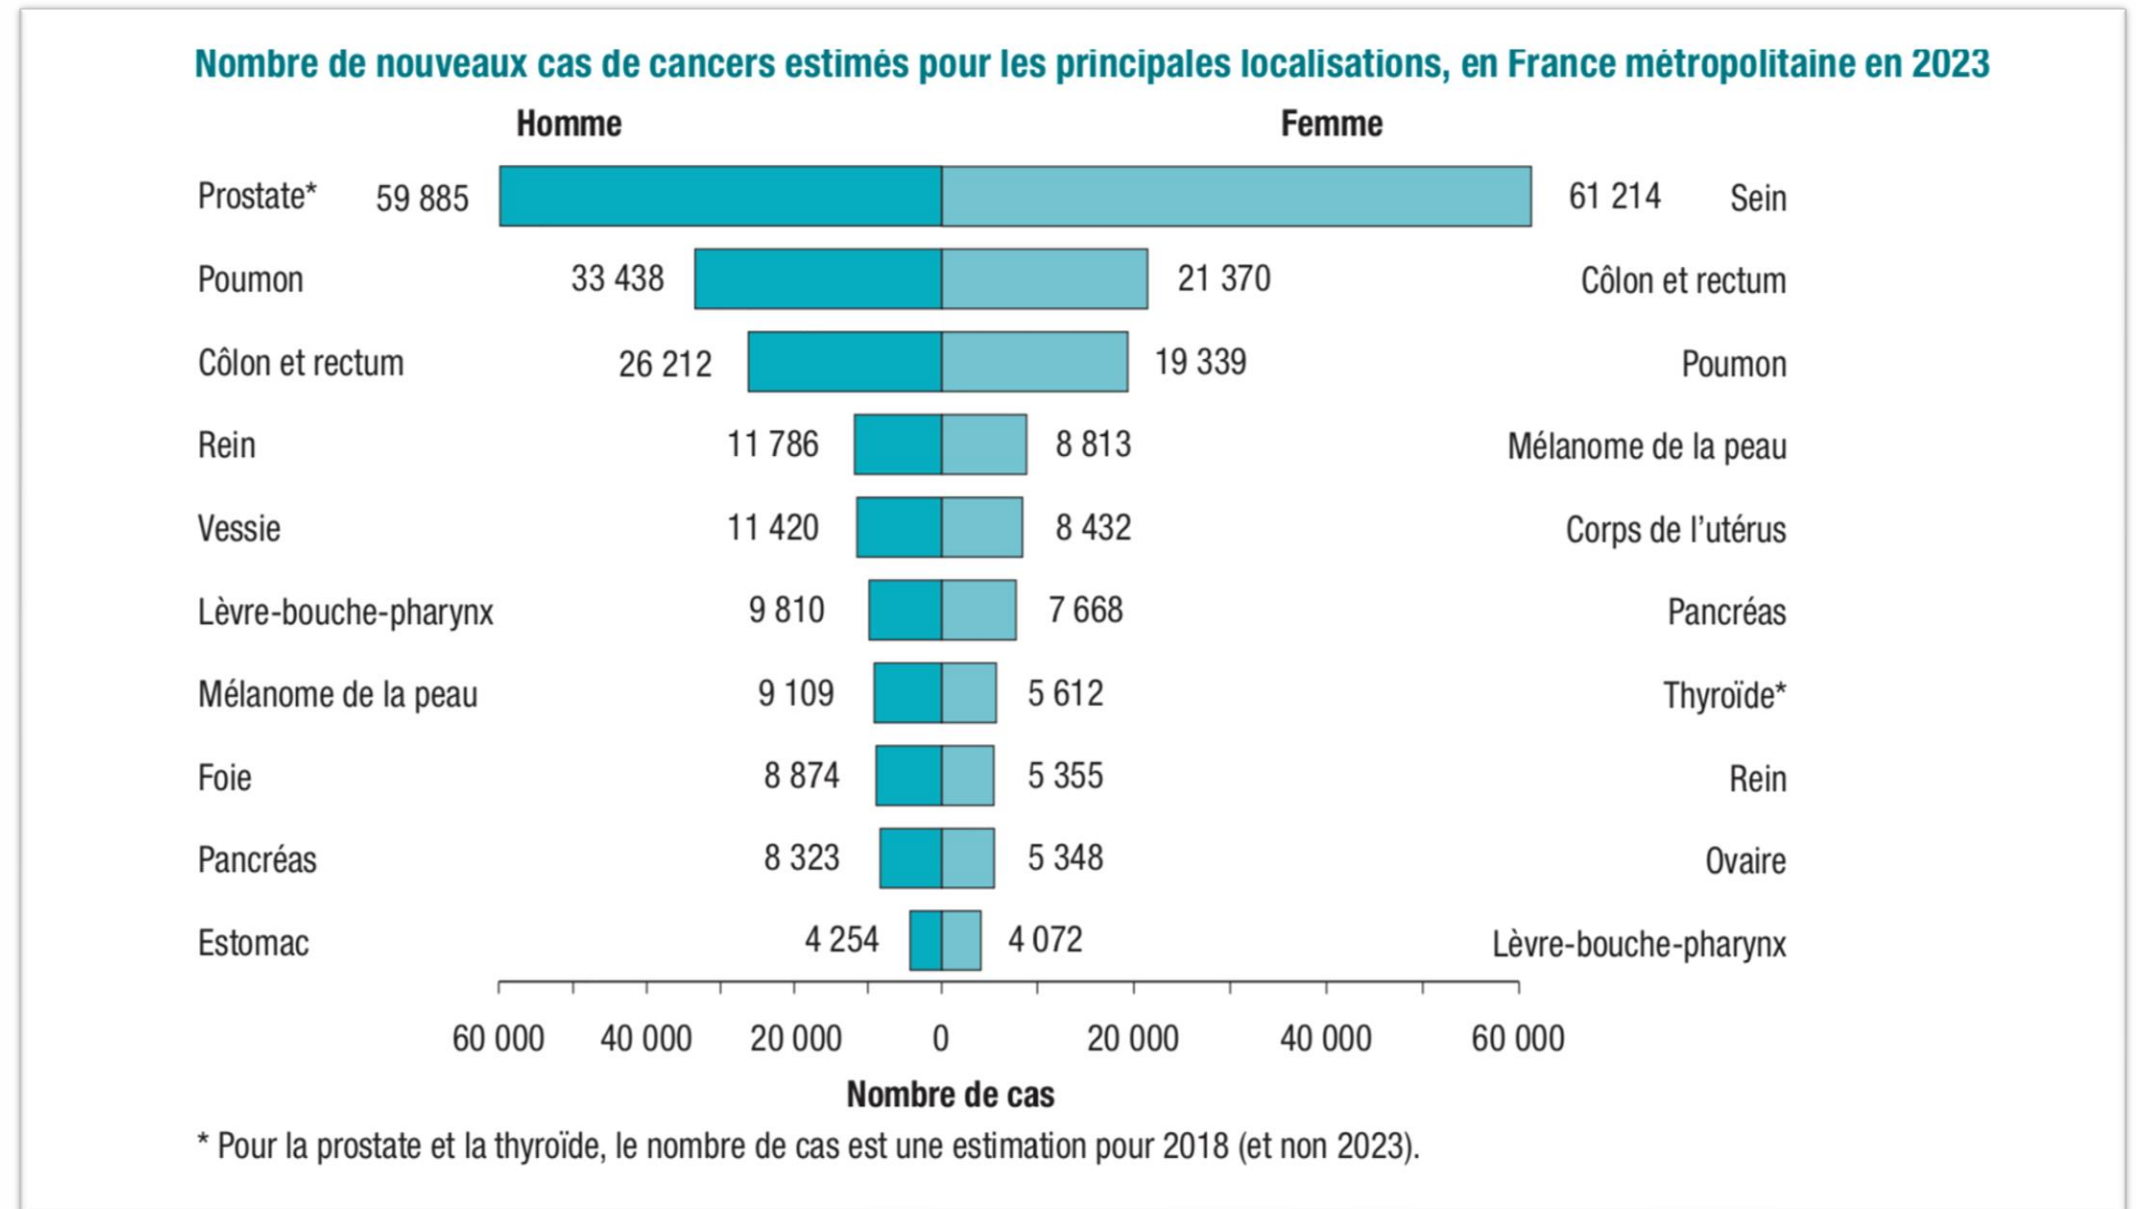 Nombre de nouveaux cas de cancers estimés pour les principales localisations, en France métropolitaine en 2023
Homme Femme
Prostate* 59 885 61 214 Sein
Poumon 33 438 21 370 Côlon et rectum
Côlon et rectum 26 212 19 339 Poumon
Rein 11 786 8 813 Mélanome de la peau
Vessie 11 420 8 432 Corps de l’utérus
Lèvre-bouche-pharynx 9 810 7 668 Pancréas
Mélanome de la peau 9 109 5 612 Thyroïde*
Foie 8 874 5 355 Rein
Pancréas 8 323 5 348 Ovaire
Estomac 4 254 4 072 Lèvre-bouche-pharynx
60 000 40 000 20 000 0 20 000 40 000 60 000
Nombre de cas
* Pour la prostate et la thyroïde, le nombre de cas est une estimation pour 2018 (et non 2023).